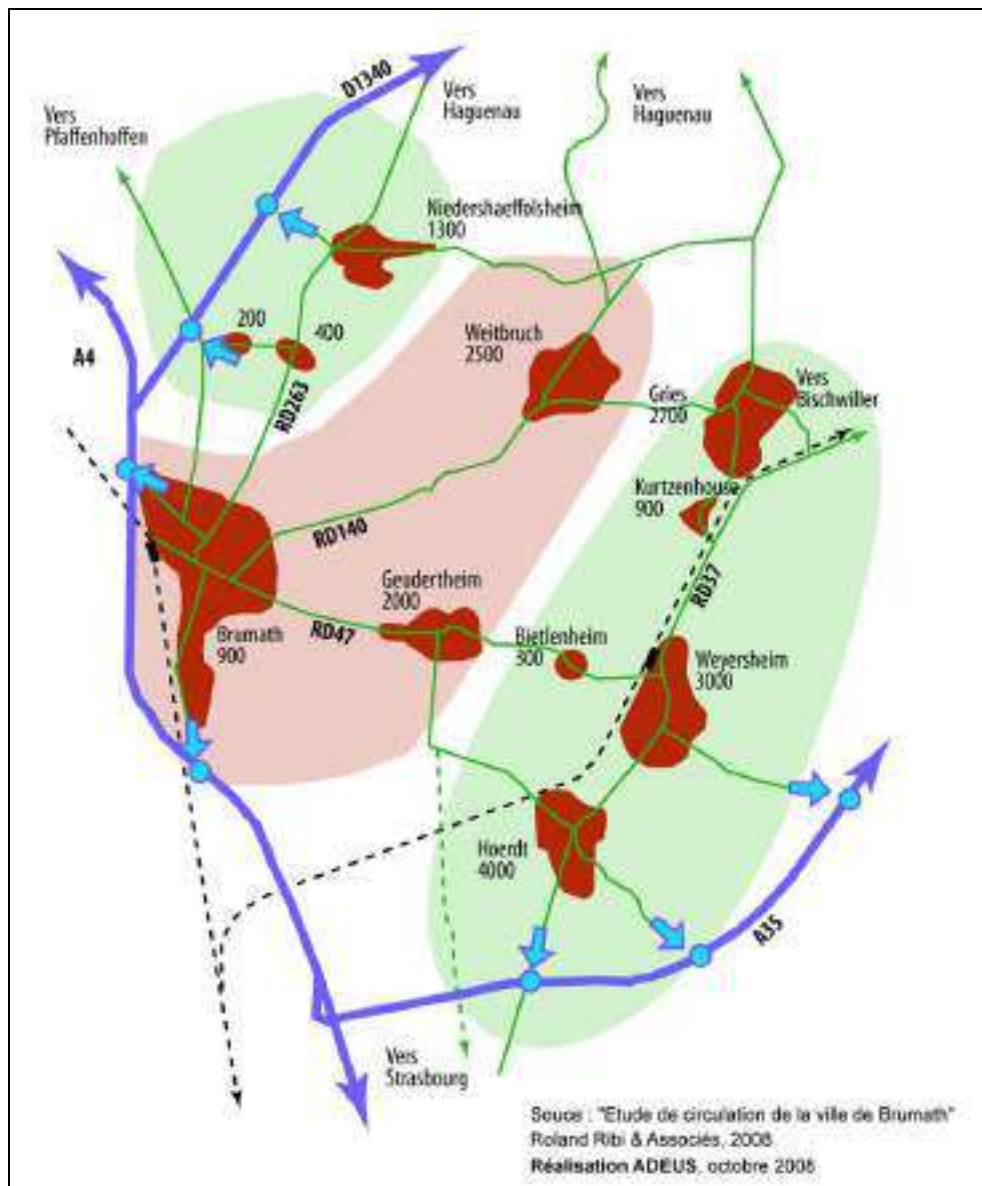 D1340
Vers
Pfaffenhoffen
Vers
Haguenau
Vers
Haguenau
Niedershaeffolsheim
1300
A4
200
400
Weitbruch
2500
RD263
Gries
2700
Vers
Bischwiller
Kurtzenhouse
900
RD140
RD37
Geudertheim
2000
RD47
Bietlenheim
300
Brumath
900
Weyersheim
3000
Hoerdt
4000
A35
Vers
Strasbourg
Souce : "Etude de circulation de la ville de Brumath"
Roland Ribi & Associés, 2008
Réalisation ADEUS, octobre 2008